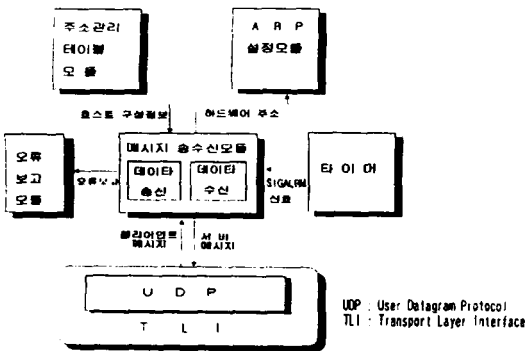 주소관리
테이블
모듈
A R P
설정모듈
호스트 구성정보
하드웨어 주소
오류
보고
모듈
오류보고
메시지 송수신모듈
데이타
송신
데이타
수신
SIGALRM
신호
타 이 머
클라이언트
메시지
서 버
메시지
U D P
T L I
UDP : User Datagram Protocol
TLI : Transport Layer Interface